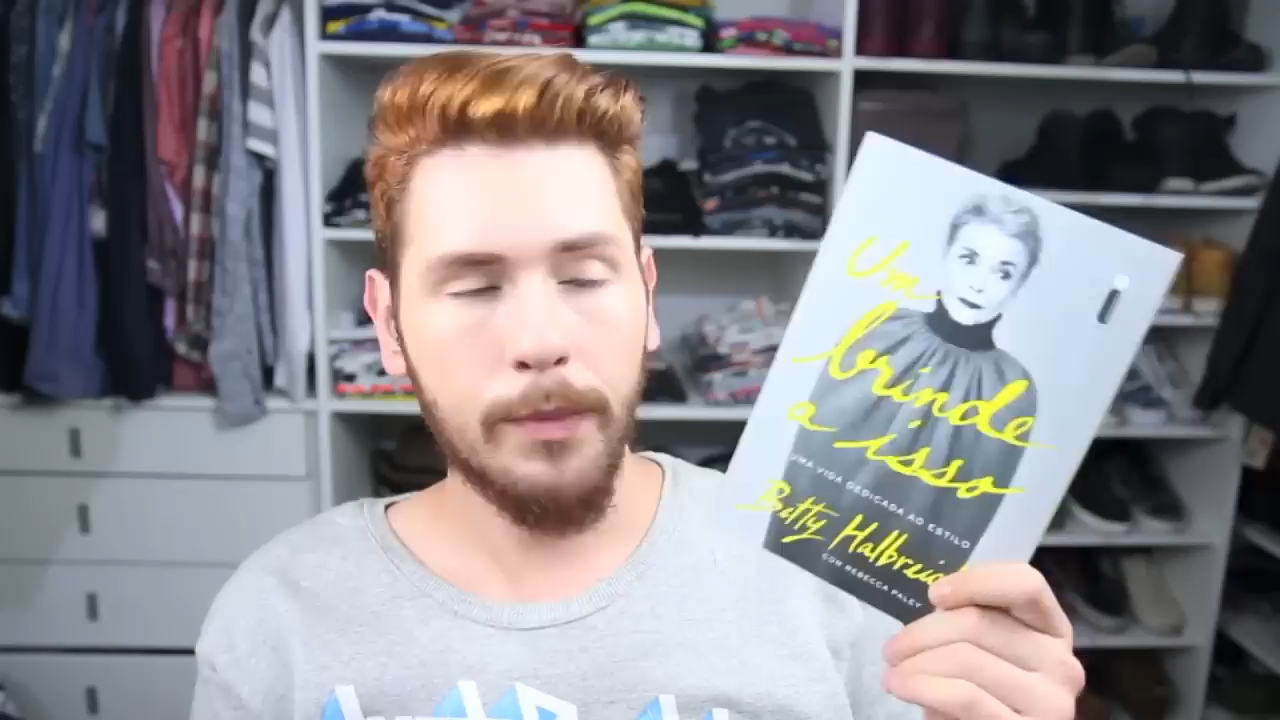 Um
brinde
a isso
UMA VIDA DEDICADA AO ESTILO
Betty Halbreich
COM REBECCA PALEY